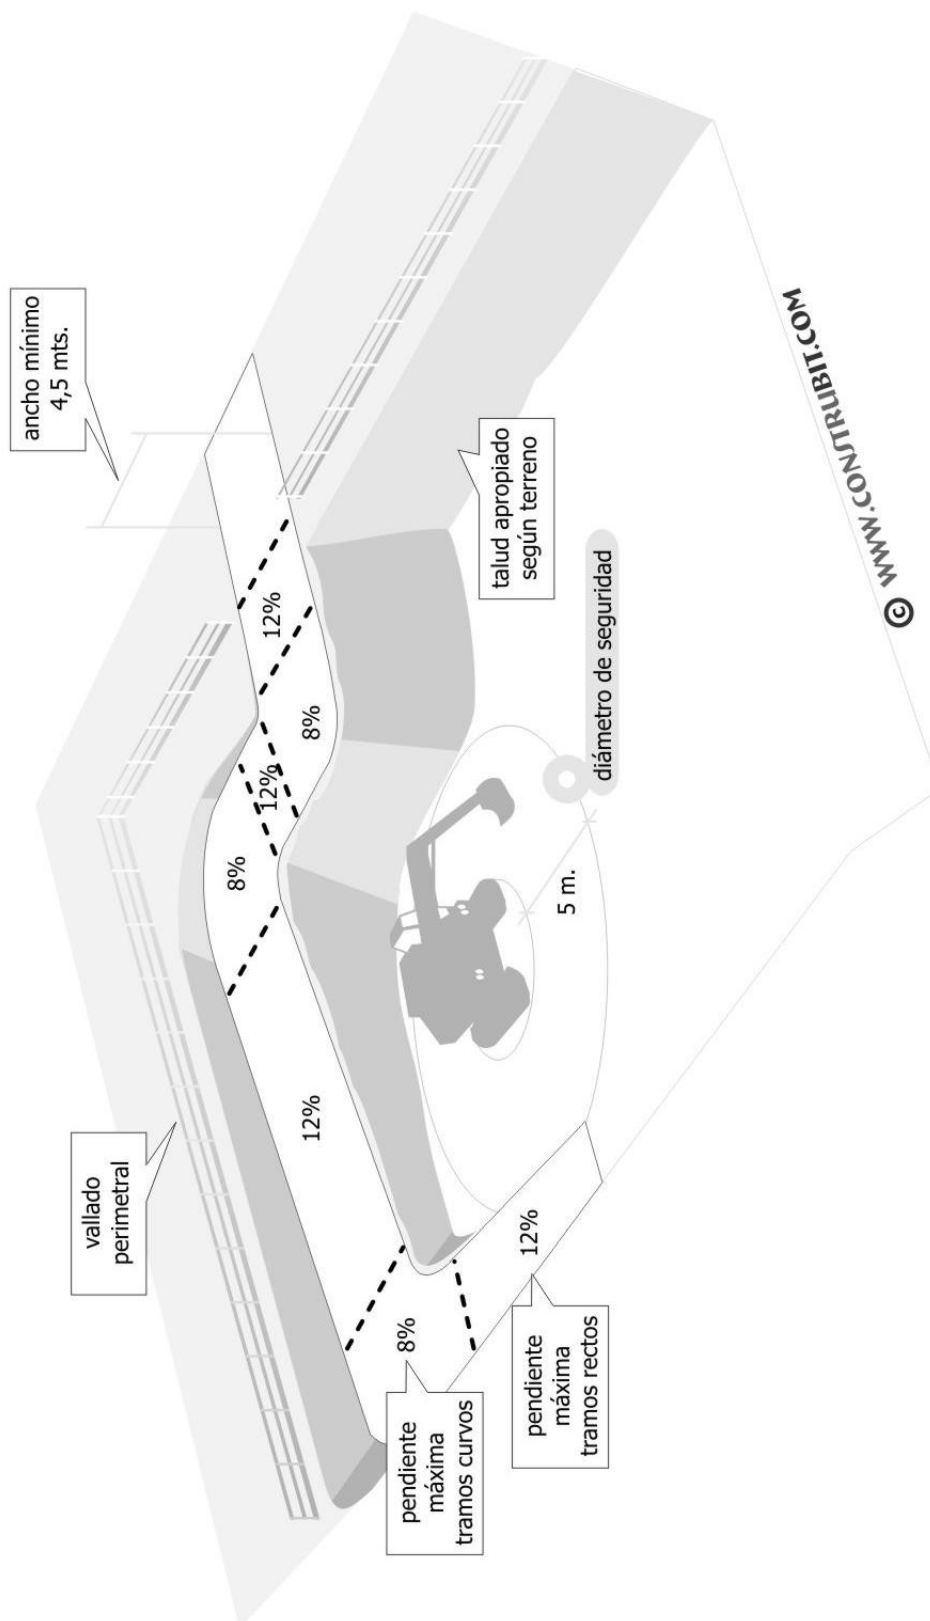 ancho mínimo
4,5 mts.
vallado
perimetral
12%
8%
12%
8%
12%
8%
12%
talud apropiado
según terreno
diámetro de seguridad
5 m.
pendiente
máxima
tramos curvos
pendiente
máxima
tramos rectos
© WWW.CONSTRUBIT.COM